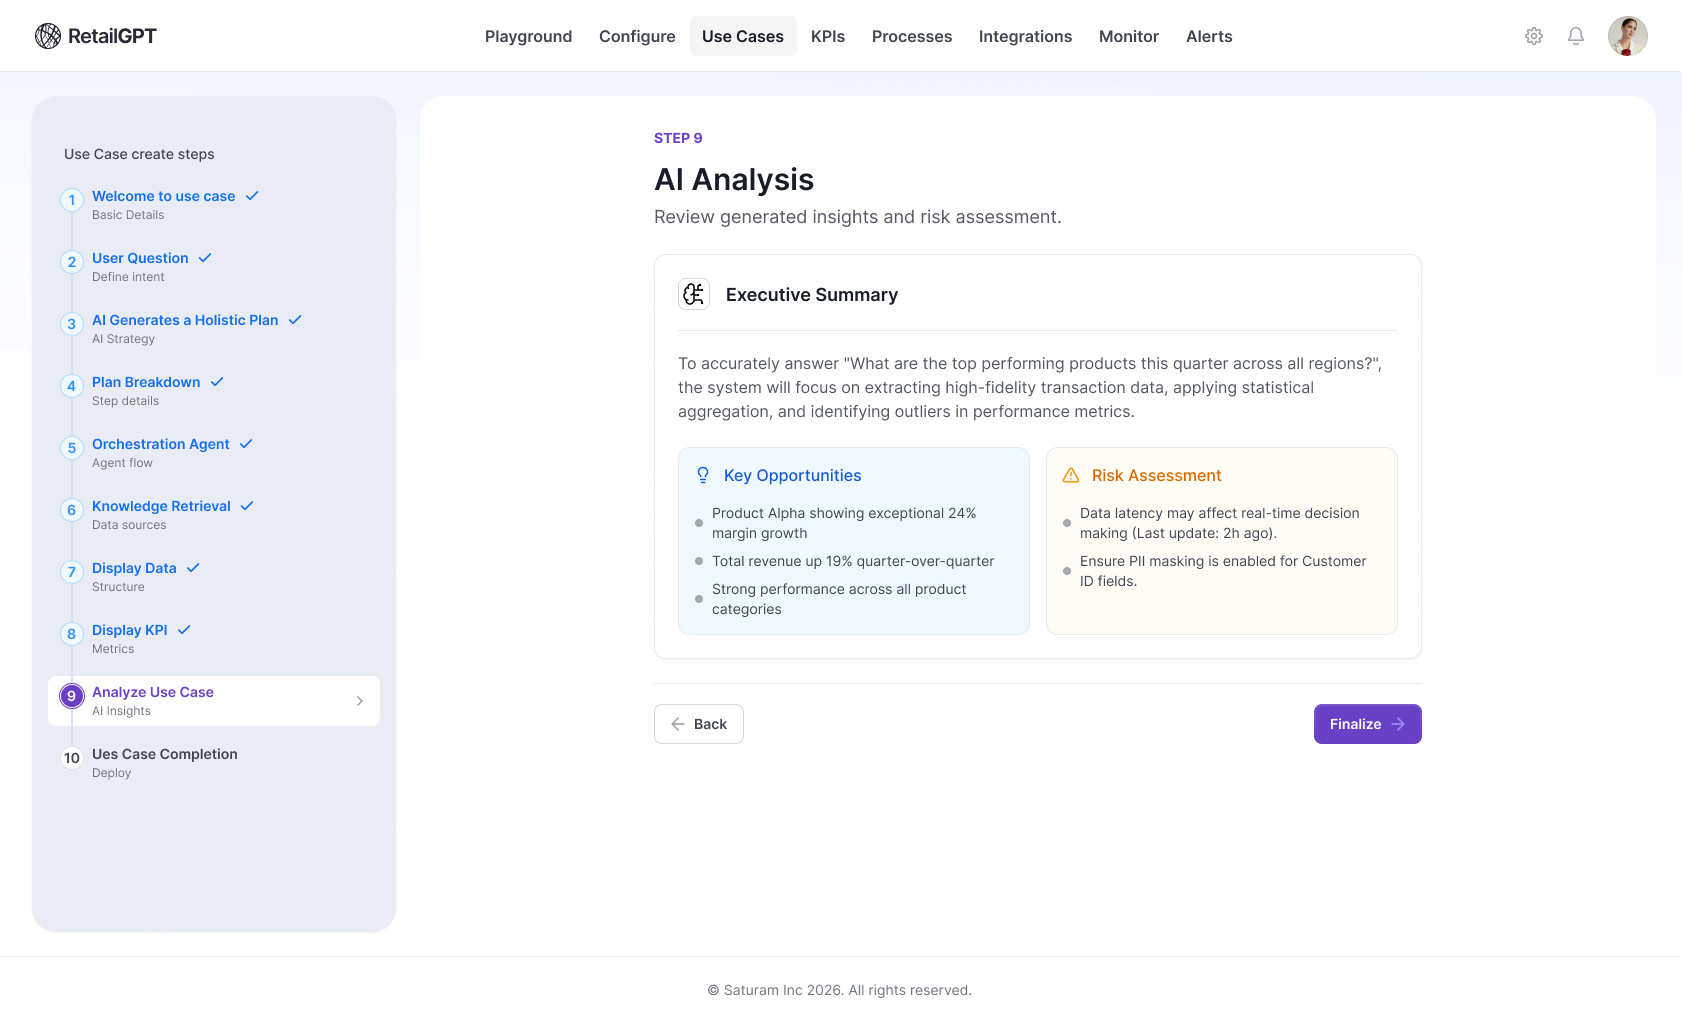 RetailGPT
Playground
Configure
Use Cases
KPIs
Processes
Integrations
Monitor
Alerts
Use Case create steps
1
Welcome to use case
Basic Details
2
User Question
Define intent
3
AI Generates a Holistic Plan
AI Strategy
4
Plan Breakdown
Step details
5
Orchestration Agent
Agent flow
6
Knowledge Retrieval
Data sources
7
Display Data
Structure
8
Display KPI
Metrics
9
Analyze Use Case
AI Insights
10
Ues Case Completion
Deploy
STEP 9
AI Analysis
Review generated insights and risk assessment.
Executive Summary
To accurately answer "What are the top performing products this quarter across all regions?",
the system will focus on extracting high-fidelity transaction data, applying statistical
aggregation, and identifying outliers in performance metrics.
Key Opportunities
Product Alpha showing exceptional 24%
margin growth
Total revenue up 19% quarter-over-quarter
Strong performance across all product
categories
Risk Assessment
Data latency may affect real-time decision
making (Last update: 2h ago).
Ensure PII masking is enabled for Customer
ID fields.
Back
Finalize
© Saturam Inc 2026. All rights reserved.